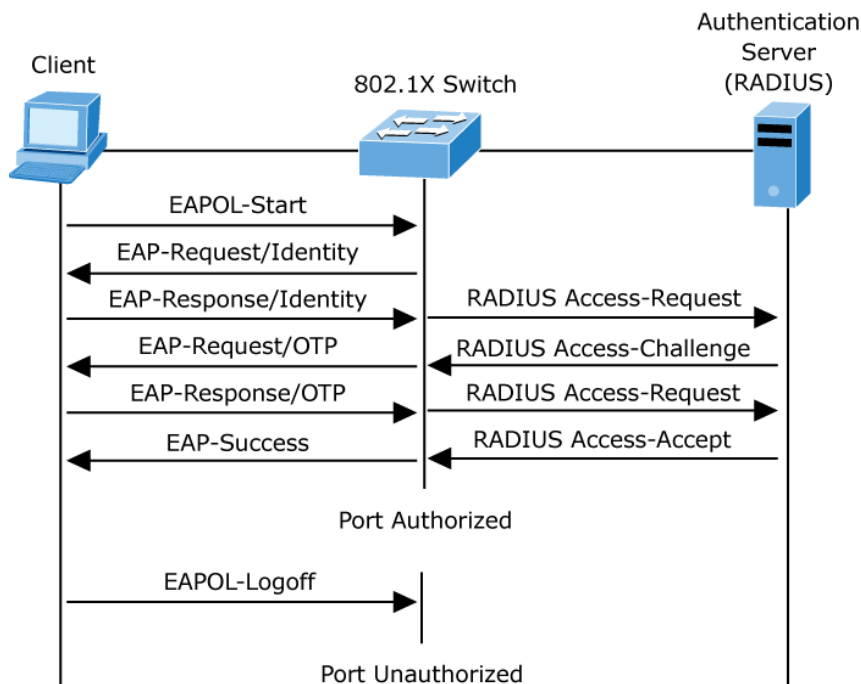 Authentication
Server
(RADIUS)
Client
802.1X Switch
EAPOL-Start
EAP-Request/Identity
EAP-Response/Identity
RADIUS Access-Request
EAP-Request/OTP
RADIUS Access-Challenge
EAP-Response/OTP
RADIUS Access-Request
EAP-Success
RADIUS Access-Accept
Port Authorized
EAPOL-Logoff
Port Unauthorized